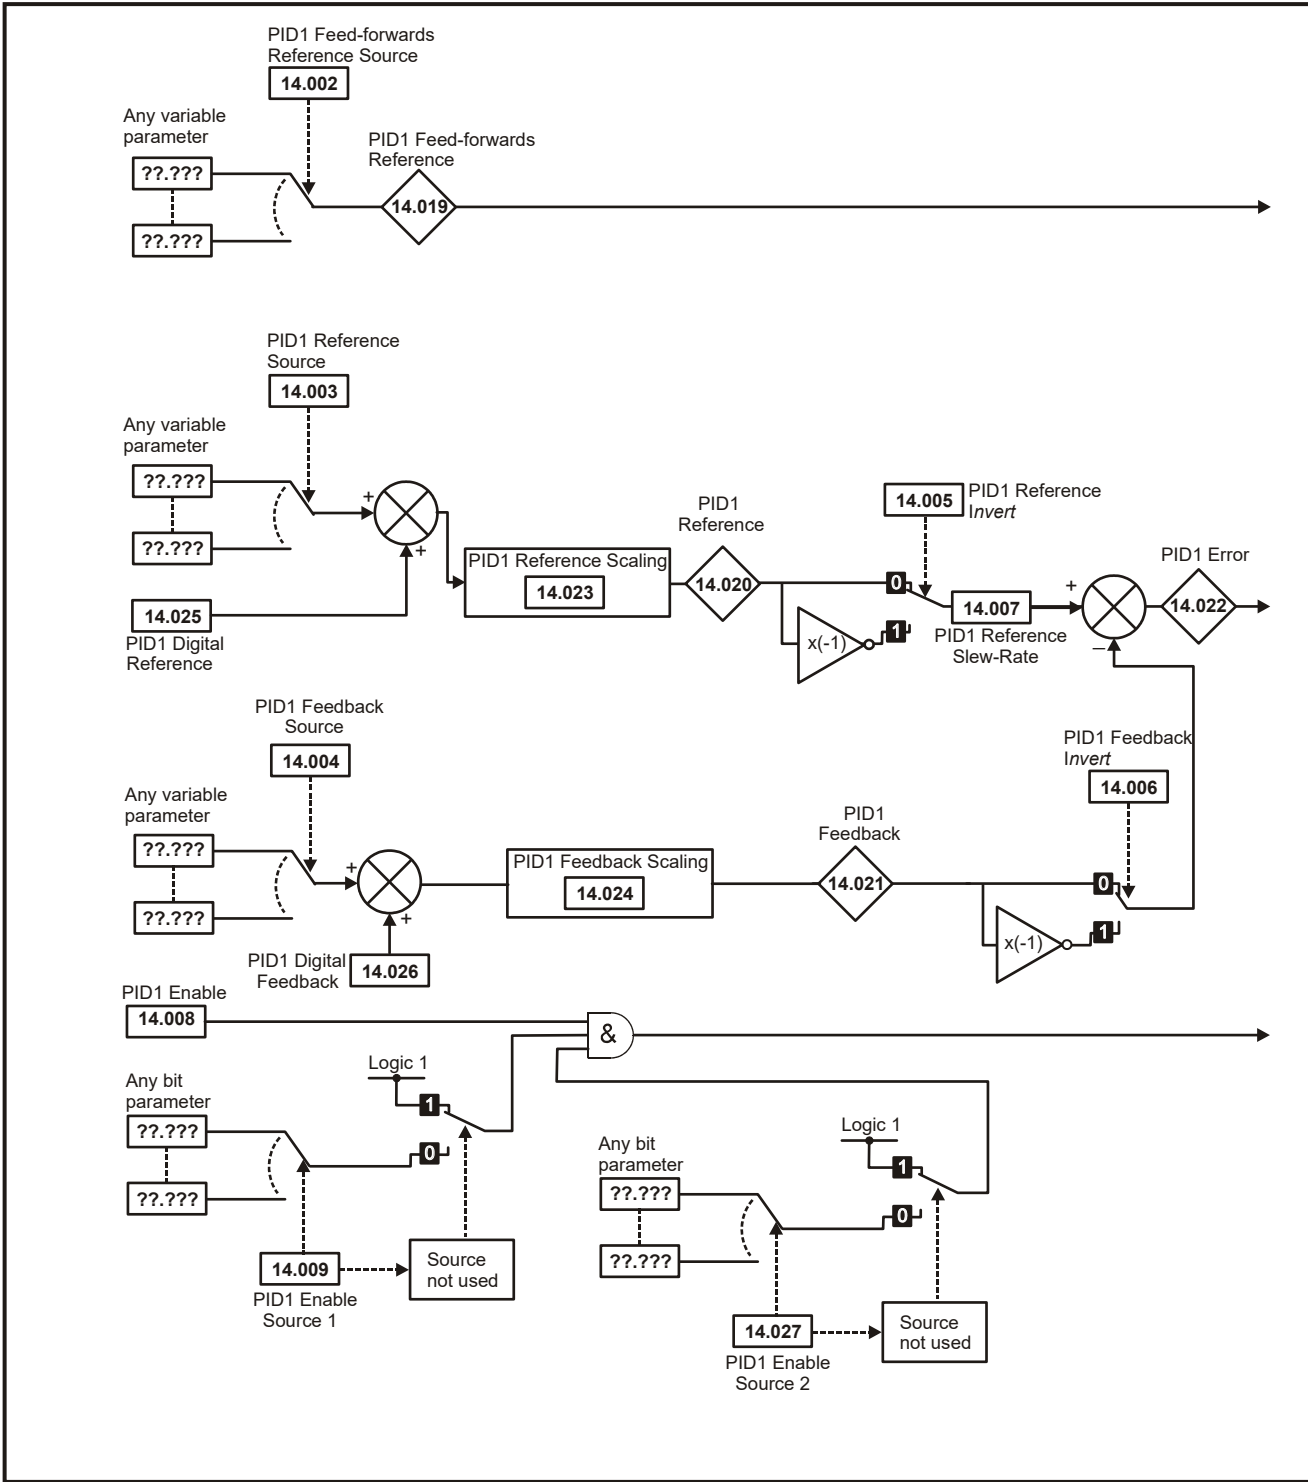 PID1 Feed-forwards
Reference Source
14.002
Any variable
parameter
??.???
??.???
PID1 Feed-forwards
Reference
14.019
PID1 Reference
Source
14.003
Any variable
parameter
??.???
??.???
+
+
14.025
PID1 Digital
Reference
PID1 Reference Scaling
14.023
PID1
Reference
14.020
x(-1)
0
1
14.005
PID1 Reference
Invert
14.007
PID1 Reference
Slew-Rate
+
–
PID1 Error
14.022
PID1 Feedback
Source
14.004
Any variable
parameter
??.???
??.???
+
+
PID1 Digital
Feedback
14.026
PID1 Feedback Scaling
14.024
PID1
Feedback
14.021
x(-1)
0
1
PID1 Feedback
Invert
14.006
PID1 Enable
14.008
&
Any bit
parameter
??.???
??.???
Logic 1
1
0
14.009
PID1 Enable
Source 1
Source
not used
Any bit
parameter
??.???
??.???
Logic 1
1
0
14.027
PID1 Enable
Source 2
Source
not used